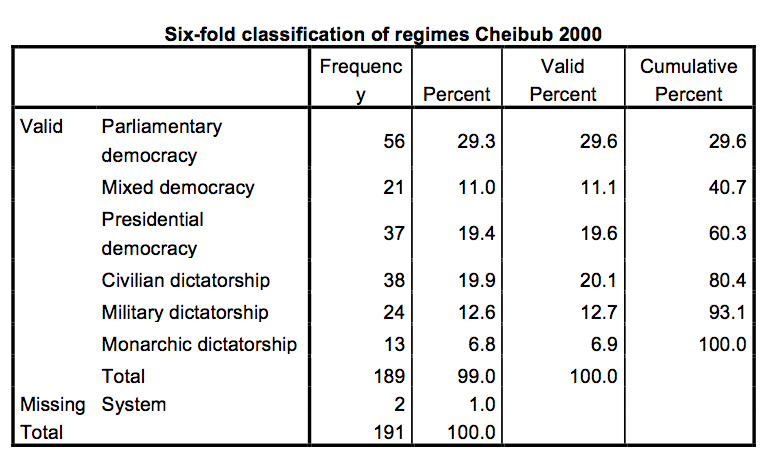 Six-fold classification of regimes Cheibub 2000
Frequenc
y Percent Valid
Percent Cumulative
Percent
Valid Parliamentary
democracy 56 29.3 29.6 29.6
Mixed democracy 21 11.0 11.1 40.7
Presidential
democracy 37 19.4 19.6 60.3
Civilian dictatorship 38 19.9 20.1 80.4
Military dictatorship 24 12.6 12.7 93.1
Monarchic dictatorship 13 6.8 6.9 100.0
Total 189 99.0 100.0
Missing System 2 1.0
Total 191 100.0